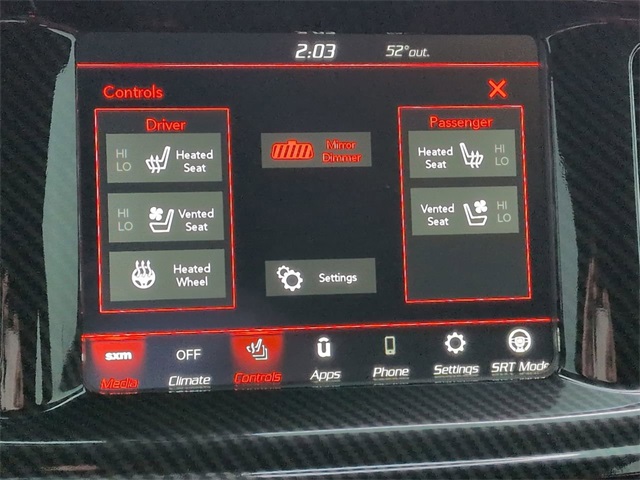 2:03 52°out.
Controls X
Driver
HI
LO
Heated
Seat
HI
LO
Vented
Seat
Heated
Wheel
Mirror
Dimmer
Settings
Passenger
Heated
Seat
HI
LO
Vented
Seat
HI
LO
sxm OFF
Media Climate Controls Apps Phone Settings SRT Mode